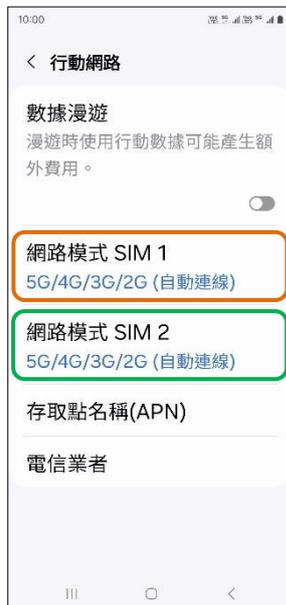 10:00
行動網路
數據漫遊
漫遊時使用行動數據可能產生額
外費用。
網路模式 SIM 1
5G/4G/3G/2G (自動連線)
網路模式 SIM 2
5G/4G/3G/2G (自動連線)
存取點名稱(APN)
電信業者